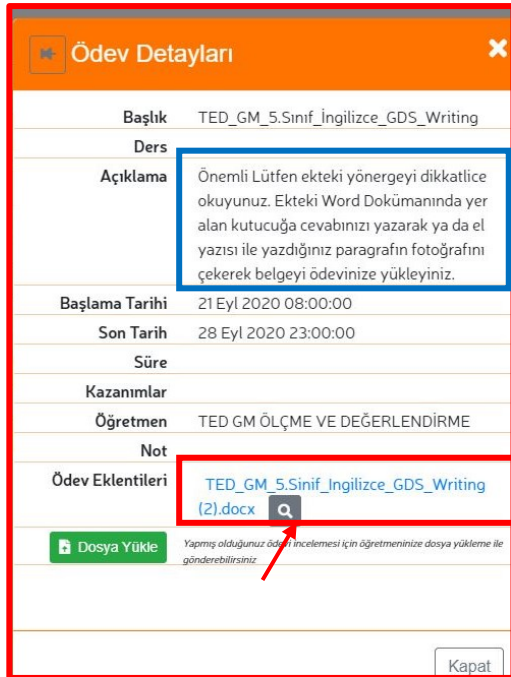 Ödev Detayları
Başlık TED_GM_5.Sınıf_İngilizce_GDS_Writing
Ders
Açıklama Önemli Lütfen ekteki yönergeyi dikkatlice
okuyunuz. Ekteki Word Dokümanında yer
alan kutucuğa cevabınızı yazarak ya da el
yazısı ile yazdığınız paragrafın fotoğrafını
çekerek belgeyi ödevinize yükleyiniz.
Başlama Tarihi 21 Eyl 2020 08:00:00
Son Tarih 28 Eyl 2020 23:00:00
Süre
Kazanımlar
Öğretmen TED GM ÖLÇME VE DEĞERLENDİRME
Not
Ödev Eklentileri TED_GM_5.Sinif_Ingilizce_GDS_Writing
(2).docx
Dosya Yükle Yapmış olduğunuz ödevi incelemesi için öğretmeninize dosya yükleme ile
gönderebilirsiniz
Kapat